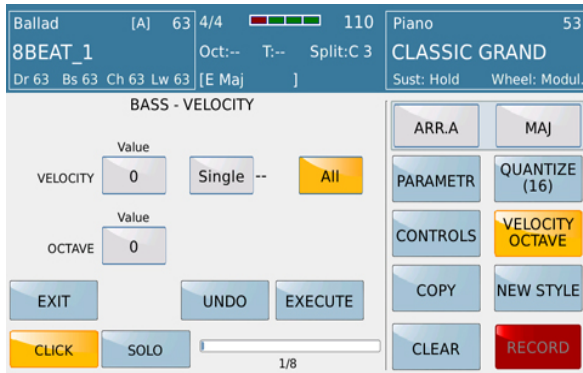 Ballad [A] 63 4/4 110 Piano 53
8BEAT_1 Oct:-- T:-- Split:C 3 CLASSIC GRAND
Dr 63 Bs 63 Ch 63 Lw 63 [E Maj ] Sust: Hold Wheel: Modul.
BASS - VELOCITY
ARR.A MAJ
Value
VELOCITY 0 Single -- All
PARAMETR QUANTIZE
(16)
Value
OCTAVE 0
CONTROLS VELOCITY
OCTAVE
EXIT UNDO EXECUTE COPY NEW STYLE
CLICK SOLO 1/8 CLEAR RECORD